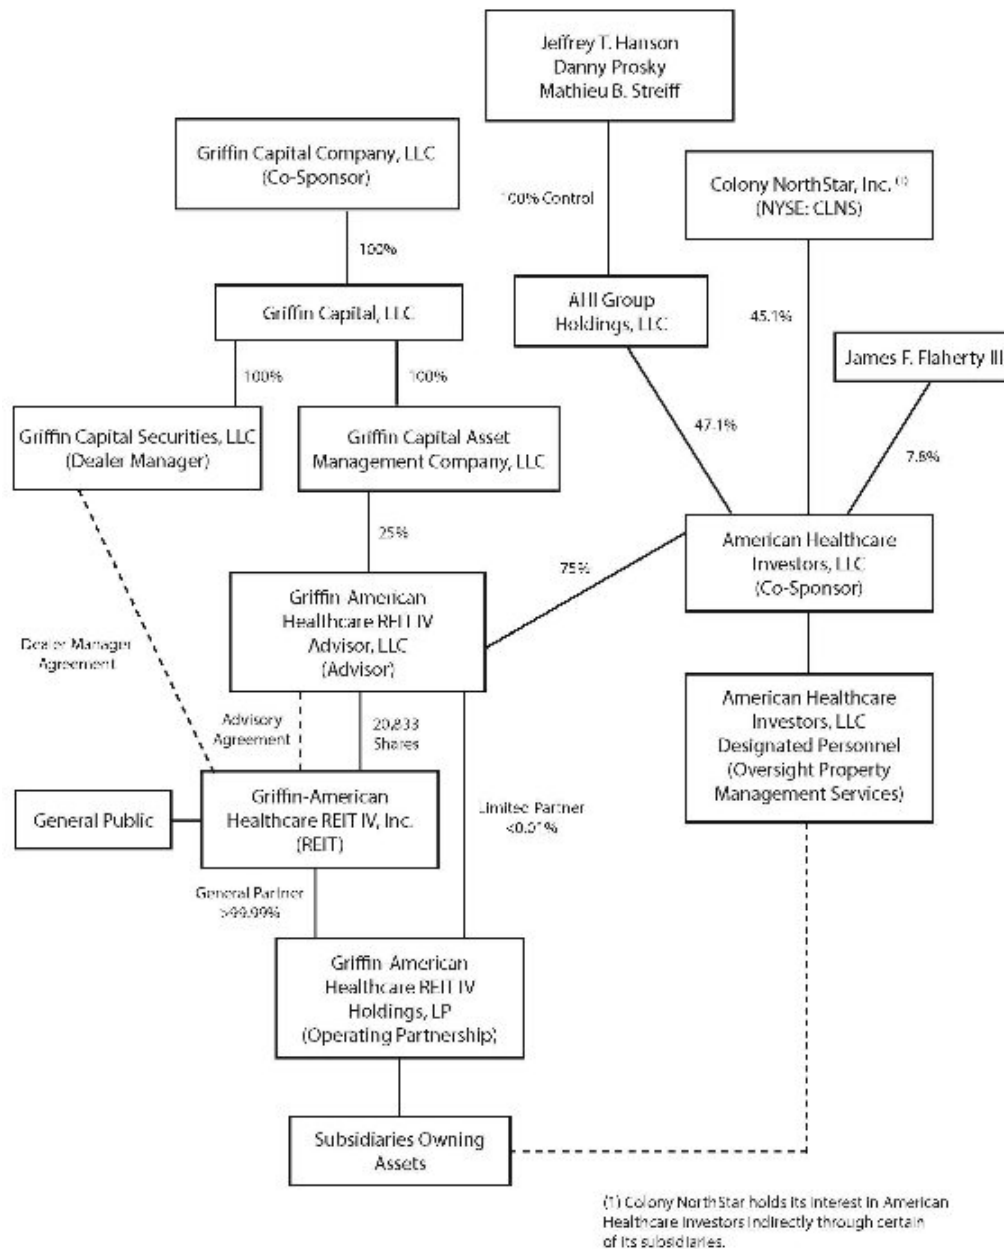 Jeffrey T. Hanson
Danny Prosky
Mathieu B. Streiff
Griffin Capital Company, LLC
(Co-Sponsor)
100% Control
Colony NorthStar, Inc. (1)
(NYSE: CLNS)
100%
Griffin Capital, LLC
AHI Group
Holdings, LLC
45.1%
James F. Flaherty III
100%
100%
Griffin Capital Securities, LLC
(Dealer Manager)
Griffin Capital Asset
Management Company, LLC
47.1%
7.8%
25%
75%
American Healthcare
Investors, LLC
(Co-Sponsor)
Griffin-American
Healthcare REIT IV
Advisor, LLC
(Advisor)
Dealer Manager
Agreement
American Healthcare
Investors, LLC
Designated Personnel
(Oversight Property
Management Services)
Advisory
Agreement
20,833
Shares
General Public
Griffin-American
Healthcare REIT IV, Inc.
(REIT)
Limited Partner
<0.01%
General Partner
>99.99%
Griffin-American
Healthcare REIT IV
Holdings, LP
(Operating Partnership)
Subsidiaries Owning
Assets
(1) Colony NorthStar holds its interest in American
Healthcare Investors indirectly through certain
of its subsidiaries.